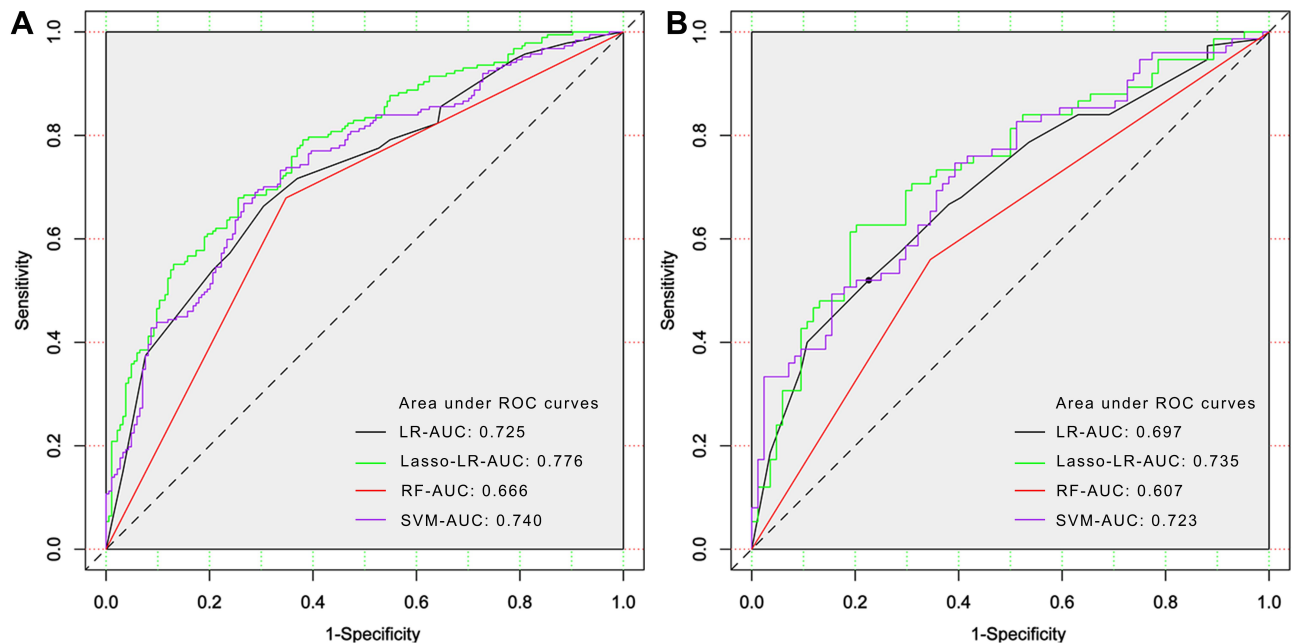 A
1.0
0.8
0.6
0.4
0.2
0.0
Sensitivity
Area under ROC curves
LR-AUC: 0.725
Lasso-LR-AUC: 0.776
RF-AUC: 0.666
SVM-AUC: 0.740
0.0 0.2 0.4 0.6 0.8 1.0
1-Specificity
B
1.0
0.8
0.6
0.4
0.2
0.0
Sensitivity
Area under ROC curves
LR-AUC: 0.697
Lasso-LR-AUC: 0.735
RF-AUC: 0.607
SVM-AUC: 0.723
0.0 0.2 0.4 0.6 0.8 1.0
1-Specificity